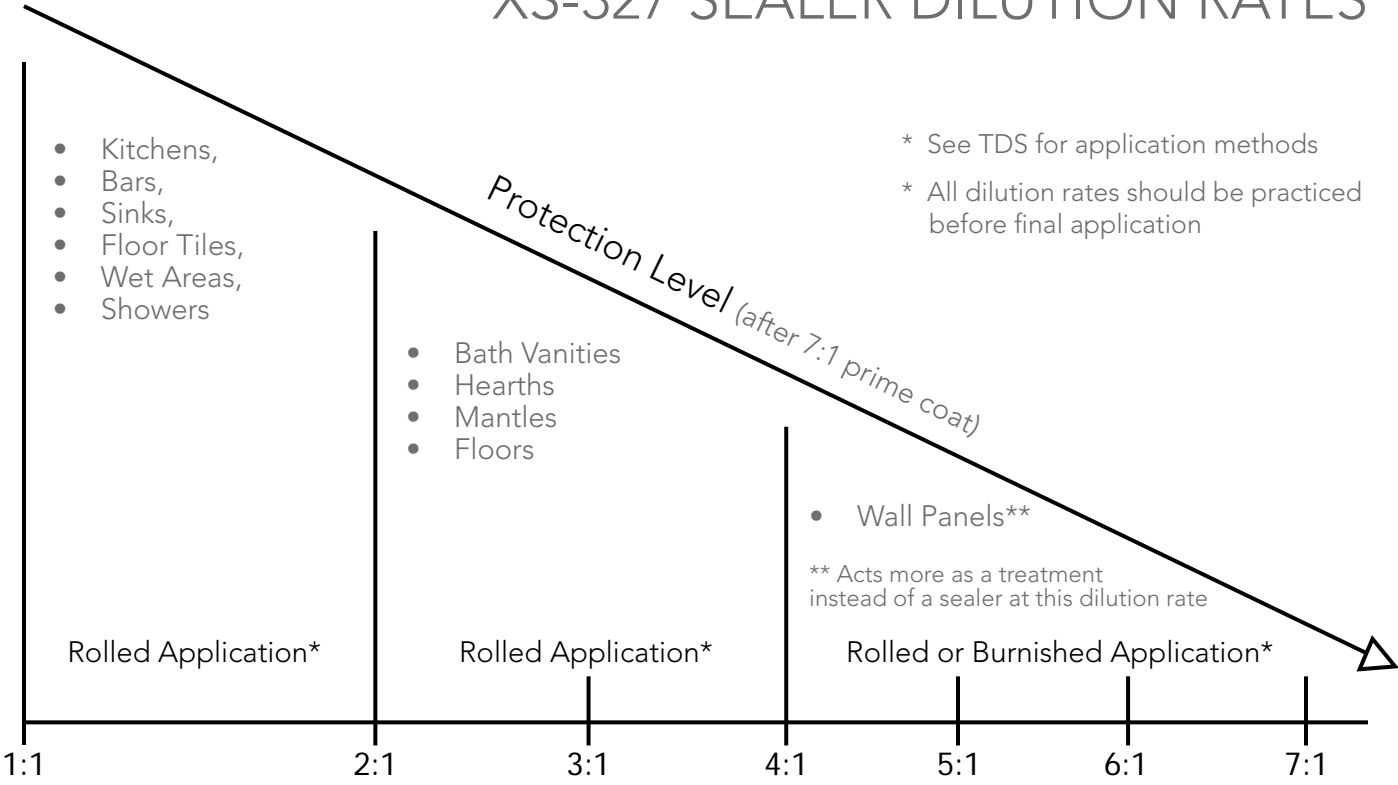 XS-327 SEALER DILUTION RATES
• Kitchens,
• Bars,
• Sinks,
• Floor Tiles,
• Wet Areas,
• Showers
* See TDS for application methods
* All dilution rates should be practiced
before final application
Protection Level (after 7:1 prime coat)
• Bath Vanities
• Hearths
• Mantles
• Floors
• Wall Panels**
** Acts more as a treatment
instead of a sealer at this dilution rate
Rolled Application* Rolled Application* Rolled or Burnished Application*
1:1 2:1 3:1 4:1 5:1 6:1 7:1